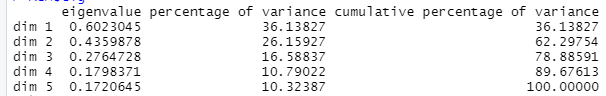 eigenvalue percentage of variance cumulative percentage of variance
dim 1 0.6023045 36.13827 36.13827
dim 2 0.4359878 26.15927 62.29754
dim 3 0.2764728 16.58837 78.88591
dim 4 0.1798371 10.79022 89.67613
dim 5 0.1720645 10.32387 100.00000